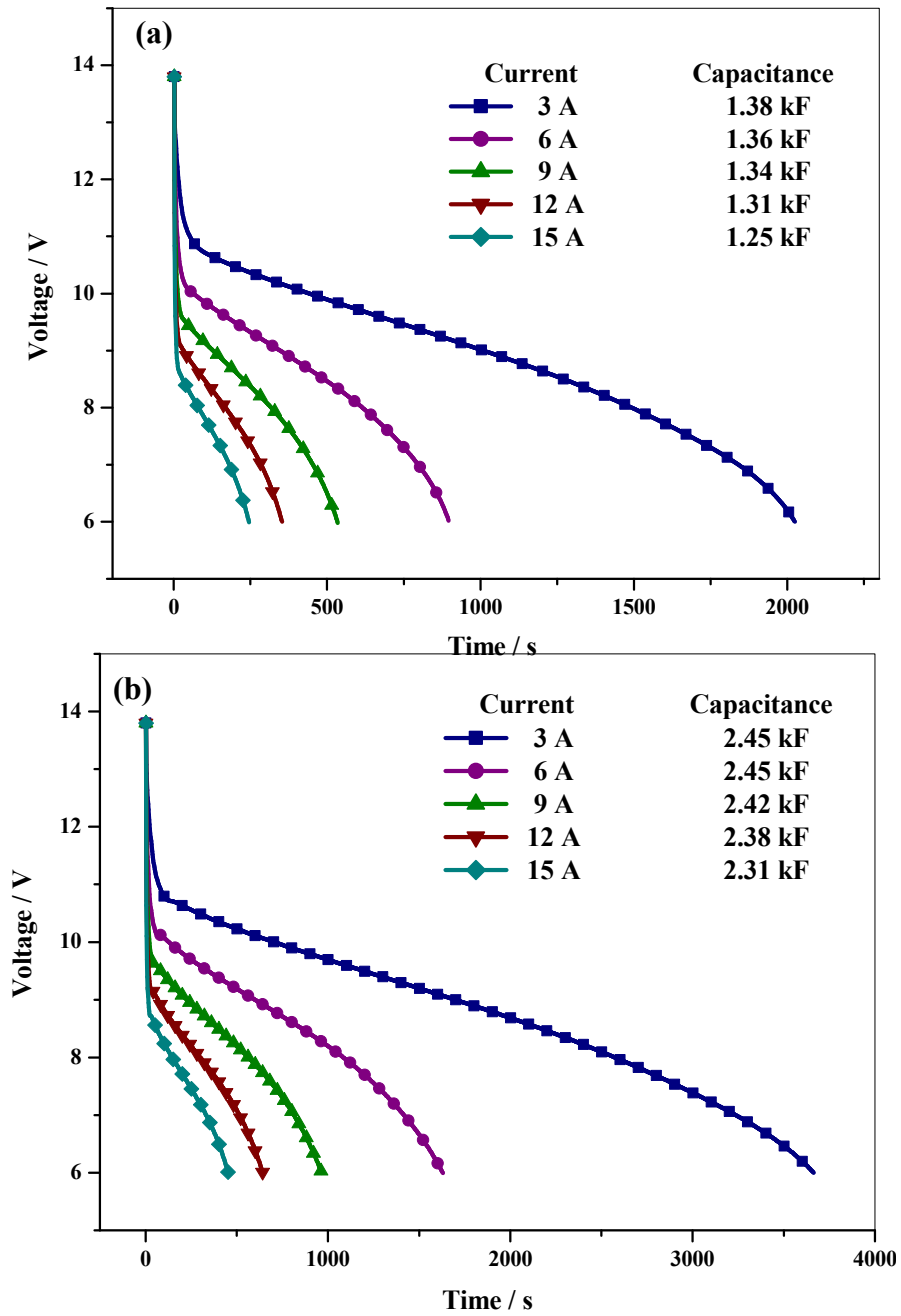 (a)
Current Capacitance
3 A 1.38 kF
6 A 1.36 kF
9 A 1.34 kF
12 A 1.31 kF
15 A 1.25 kF
Voltage / V
14
12
10
8
6
0 500 1000 1500 2000
Time / s
(b)
Current Capacitance
3 A 2.45 kF
6 A 2.45 kF
9 A 2.42 kF
12 A 2.38 kF
15 A 2.31 kF
Voltage / V
14
12
10
8
6
0 1000 2000 3000 4000
Time / s